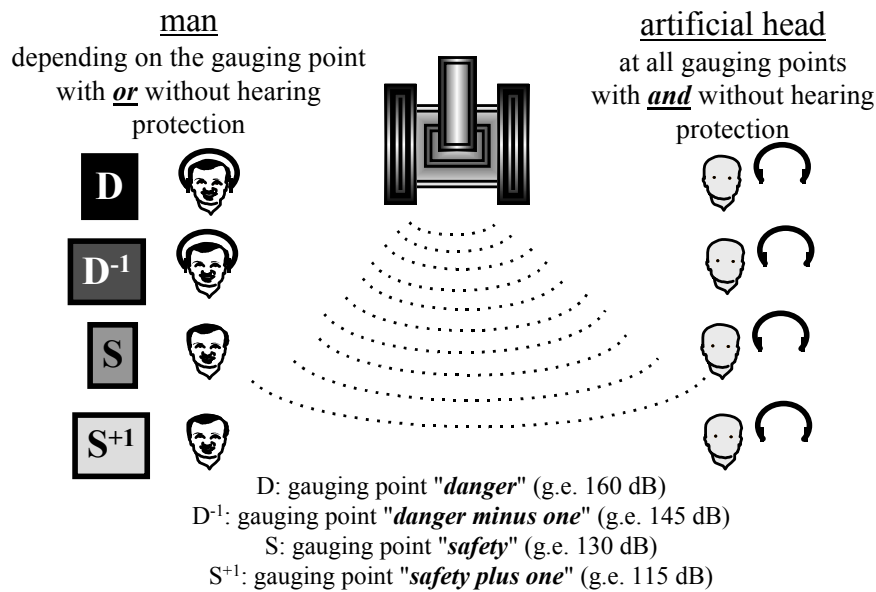 man
depending on the gauging point
with or without hearing
protection
artificial head
at all gauging points
with and without hearing
protection
D
D⁻¹
S
S⁺¹
D: gauging point "danger" (g.e. 160 dB)
D⁻¹: gauging point "danger minus one" (g.e. 145 dB)
S: gauging point "safety" (g.e. 130 dB)
S⁺¹: gauging point "safety plus one" (g.e. 115 dB)